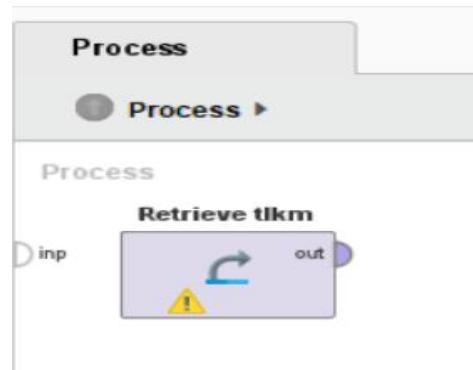 Process
Process
Process
Retrieve tlkm
inp
out